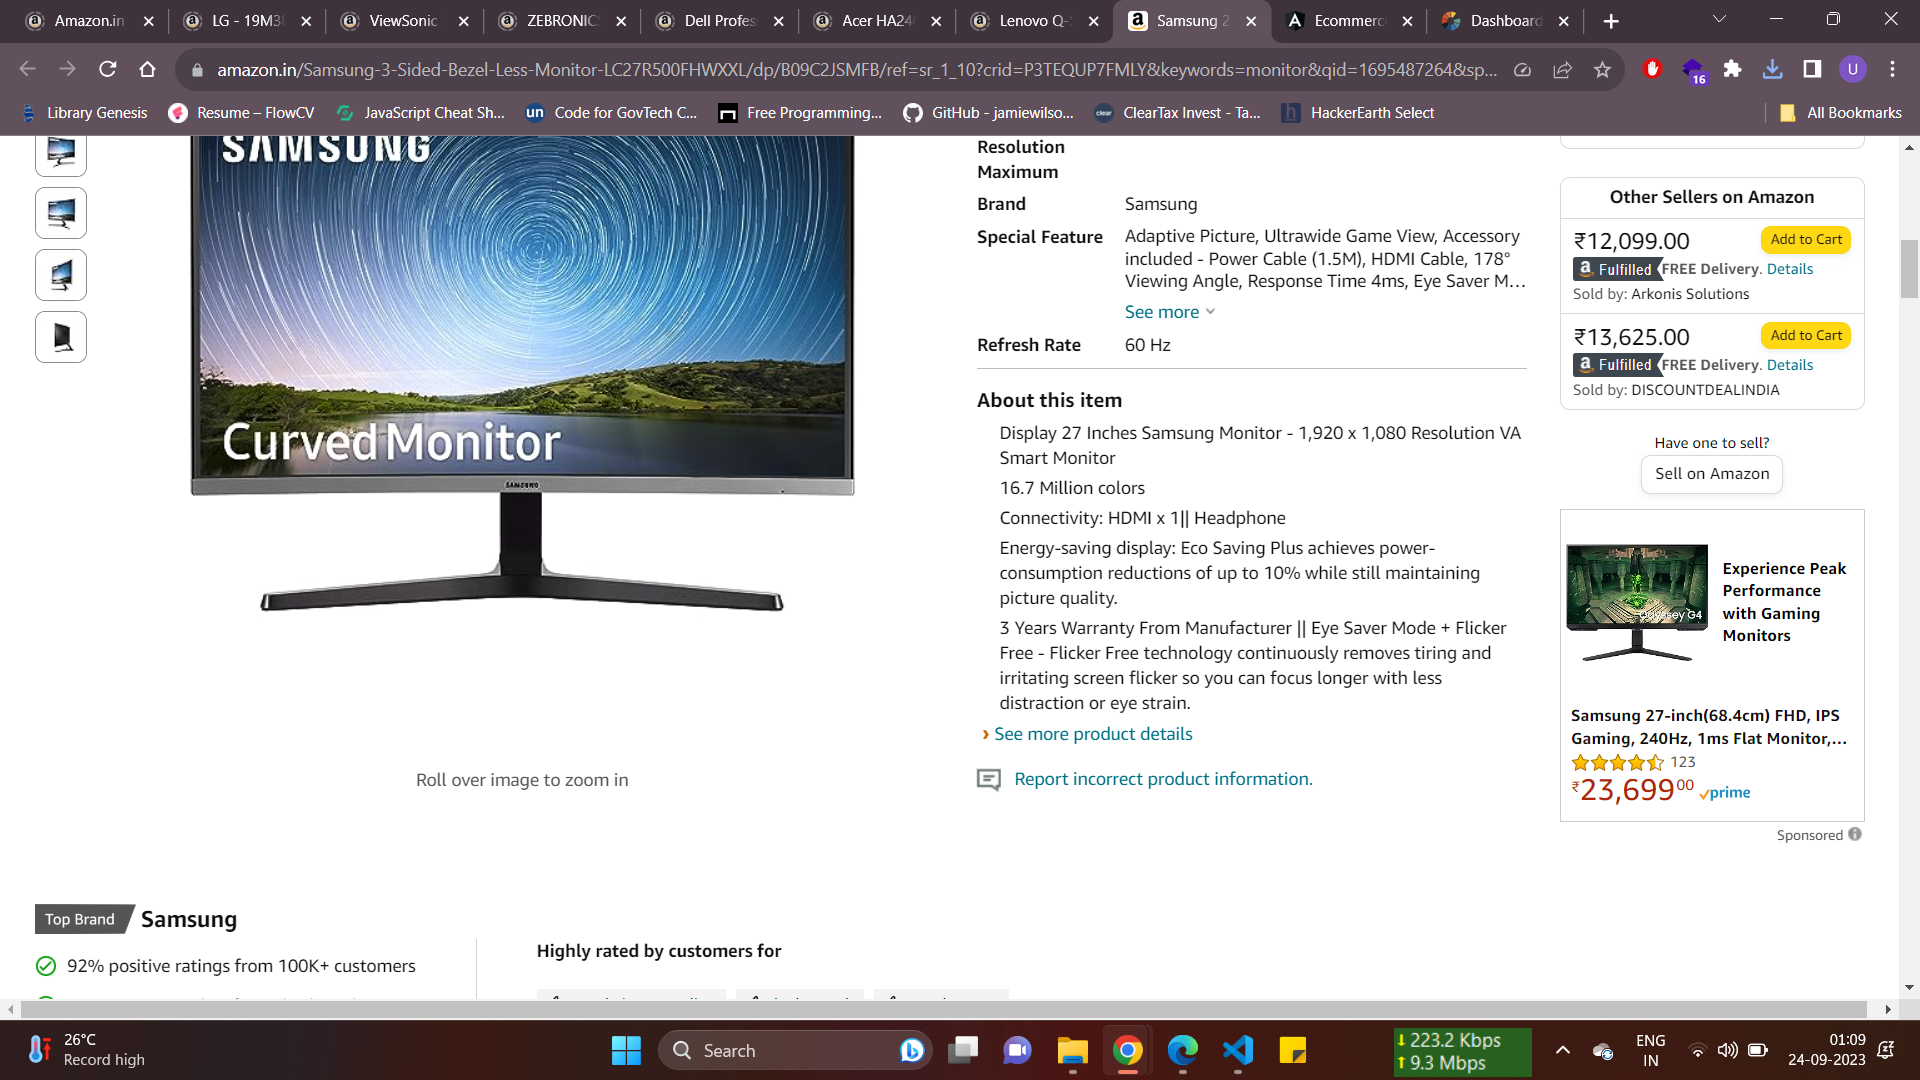 Amazon.in
LG - 19M38
ViewSonic
ZEBRONICS
Dell Profes
Acer HA240
Lenovo Q-
Samsung 2
Ecommerc
Dashboard
amazon.in/Samsung-3-Sided-Bezel-Less-Monitor-LC27R500FHWXXL/dp/B09C2JSMFB/ref=sr_1_10?crid=P3TEQUP7FMLY&keywords=monitor&qid=1695487264&sp...
16
U
Library Genesis
Resume – FlowCV
JavaScript Cheat Sh...
un
Code for GovTech C...
Free Programming...
GitHub - jamiewilso...
clear
ClearTax Invest - Ta...
h
HackerEarth Select
All Bookmarks
SAMSUNG
Curved Monitor
SAMSUNG
Roll over image to zoom in
Resolution
Maximum
Brand
Samsung
Special Feature
Adaptive Picture, Ultrawide Game View, Accessory
included - Power Cable (1.5M), HDMI Cable, 178°
Viewing Angle, Response Time 4ms, Eye Saver M…
See more
Refresh Rate
60 Hz
About this item
Display 27 Inches Samsung Monitor - 1,920 x 1,080 Resolution VA
Smart Monitor
16.7 Million colors
Connectivity: HDMI x 1|| Headphone
Energy-saving display: Eco Saving Plus achieves power-
consumption reductions of up to 10% while still maintaining
picture quality.
3 Years Warranty From Manufacturer || Eye Saver Mode + Flicker
Free - Flicker Free technology continuously removes tiring and
irritating screen flicker so you can focus longer with less
distraction or eye strain.
› See more product details
Report incorrect product information.
Other Sellers on Amazon
₹12,099.00
Add to Cart
a Fulfilled FREE Delivery. Details
Sold by: Arkonis Solutions
₹13,625.00
Add to Cart
a Fulfilled FREE Delivery. Details
Sold by: DISCOUNTDEALINDIA
Have one to sell?
Sell on Amazon
Odyssey G4
Experience Peak
Performance
with Gaming
Monitors
Samsung 27-inch(68.4cm) FHD, IPS
Gaming, 240Hz, 1ms Flat Monitor,…
123
₹23,69900 prime
Sponsored
Top Brand Samsung
92% positive ratings from 100K+ customers
Highly rated by customers for
26°C
Record high
Search
223.2 Kbps
9.3 Mbps
ENG
IN
01:09
24-09-2023